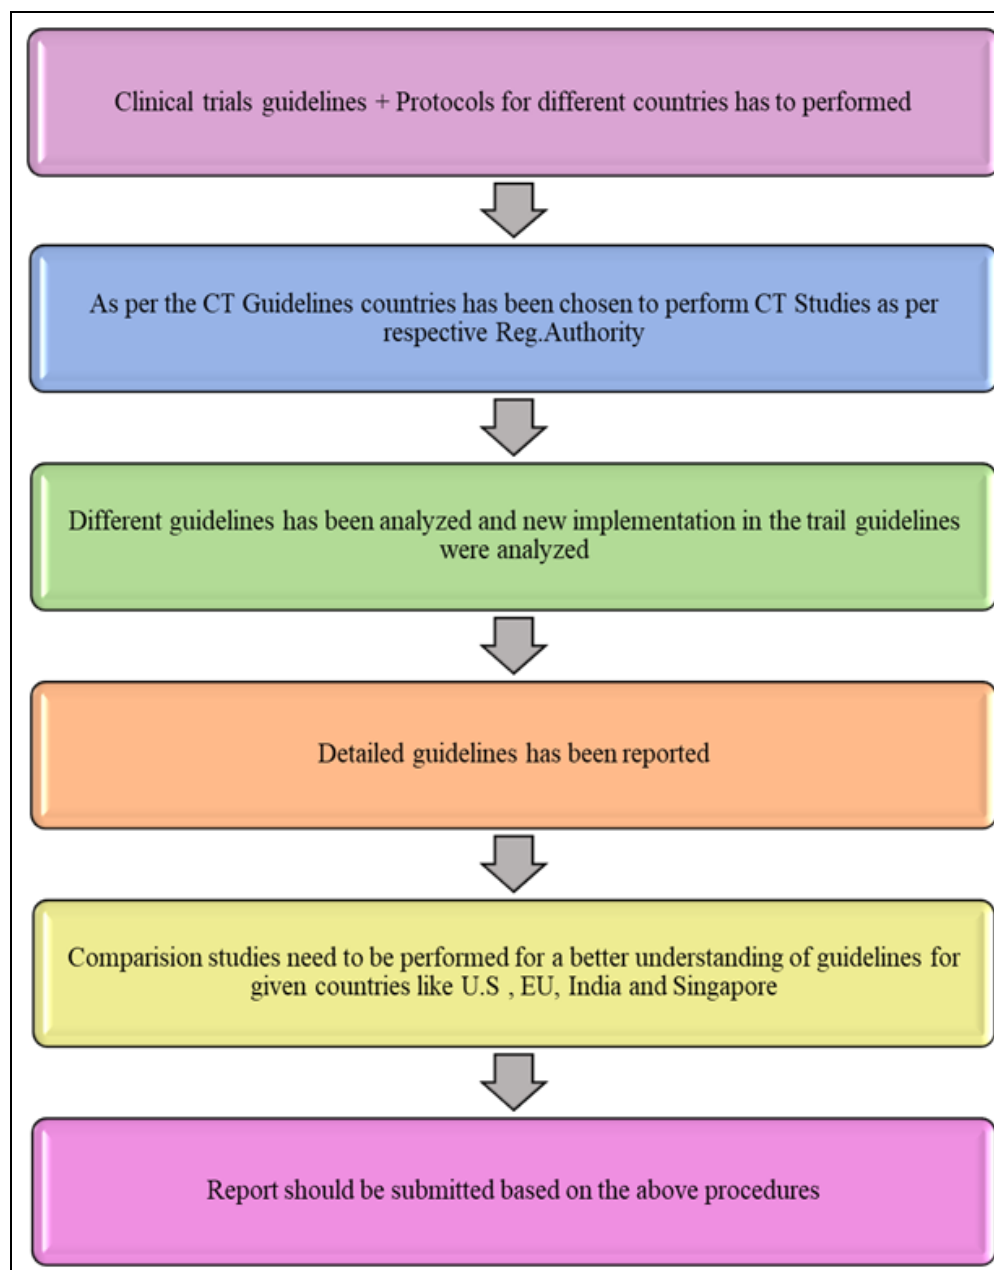 Clinical trials guidelines + Protocols for different countries has to performed
As per the CT Guidelines countries has been chosen to perform CT Studies as per
respective Reg.Authority
Different guidelines has been analyzed and new implementation in the trail guidelines
were analyzed
Detailed guidelines has been reported
Comparision studies need to be performed for a better understanding of guidelines for
given countries like U.S , EU, India and Singapore
Report should be submitted based on the above procedures